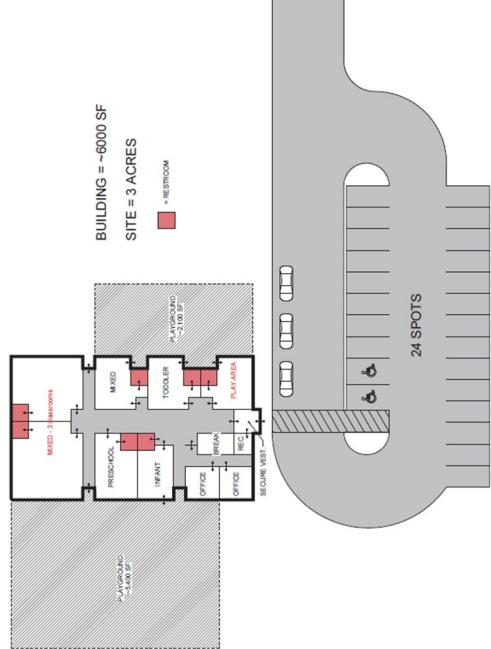 BUILDING = ~6000 SF
SITE = 3 ACRES
= RESTROOM
PLAYGROUND
~2,100 SF
MIXED - 3 classrooms
MIXED
TODDLER
PLAY AREA
PRESCHOOL
INFANT
BREAK
REC.
OFFICE
OFFICE
SECURE VEST.
PLAYGROUND
~5,400 SF
24 SPOTS